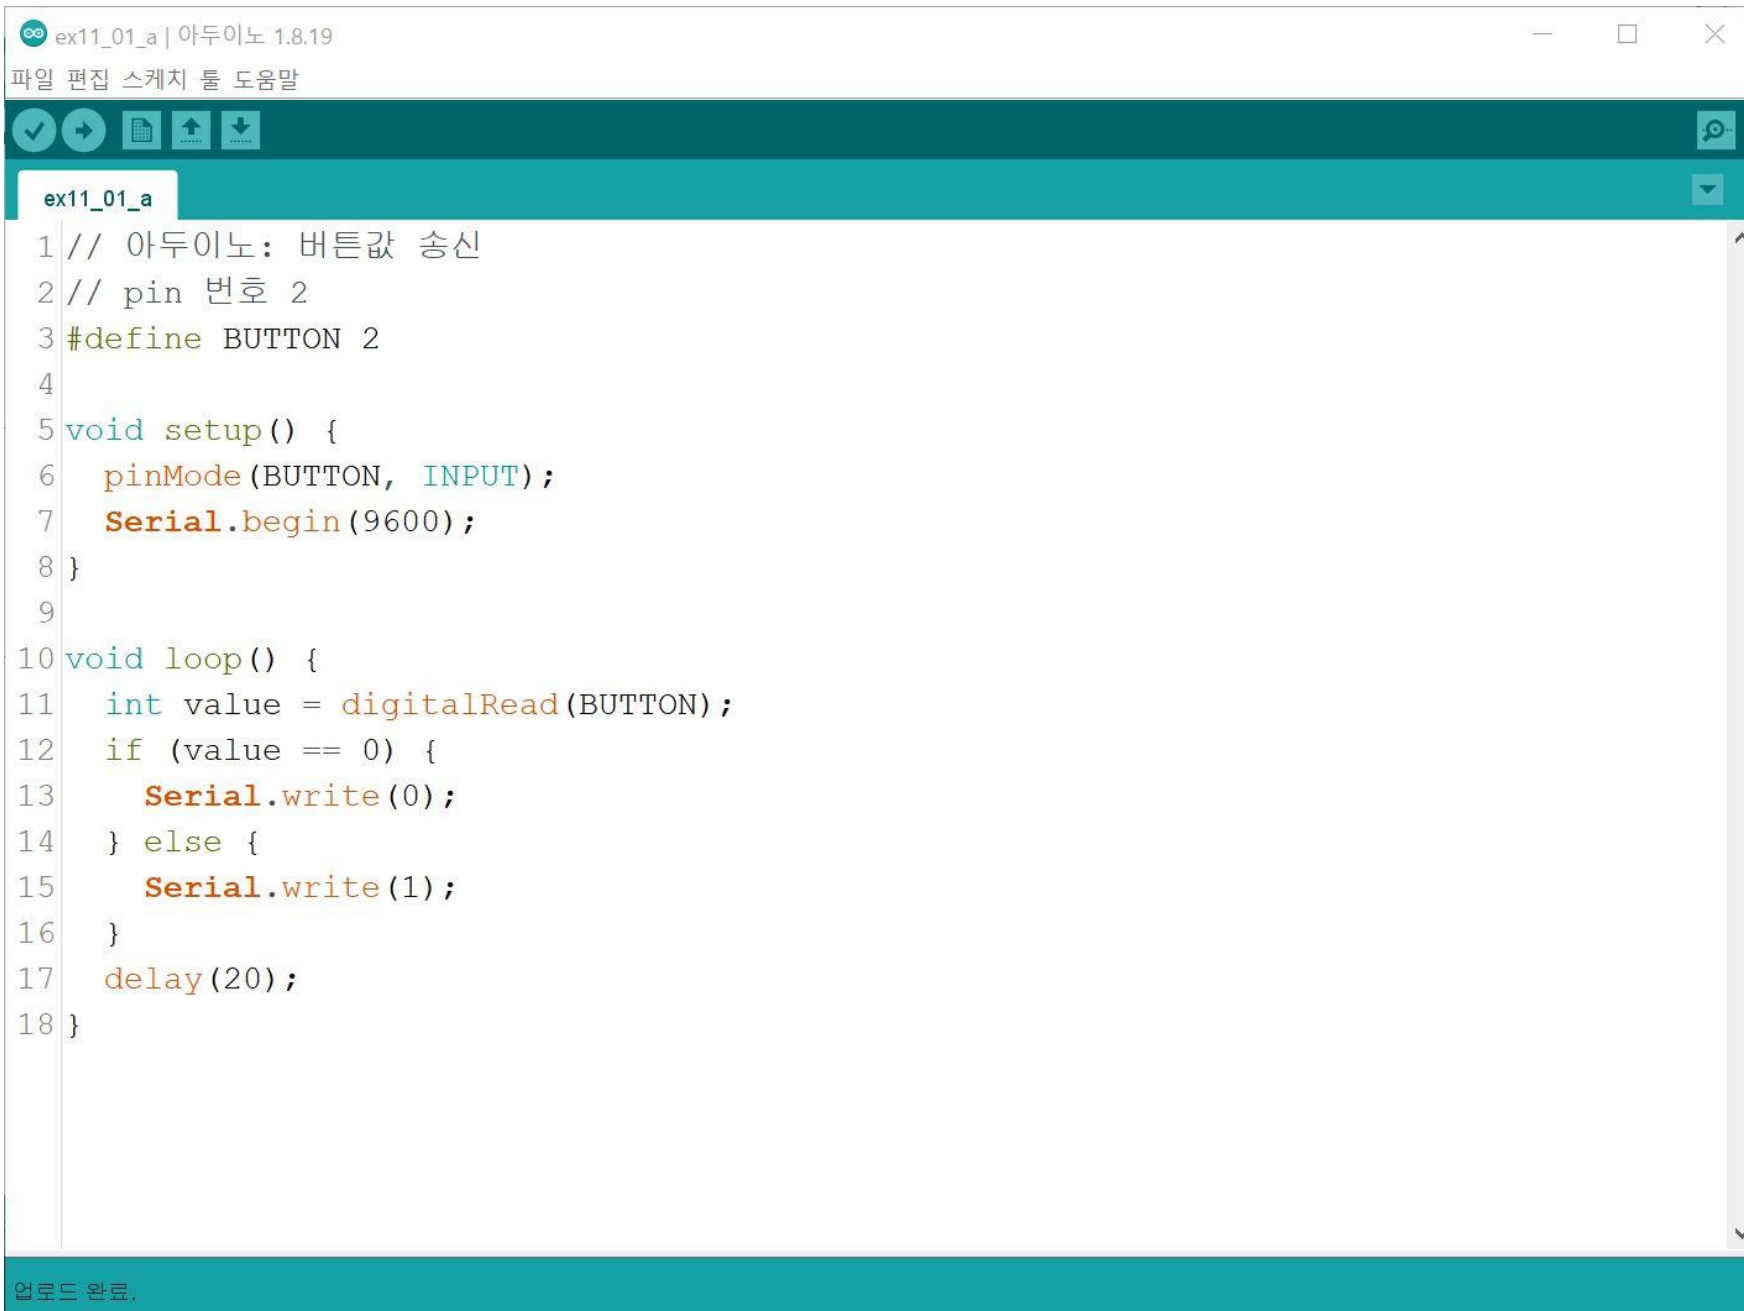 ex11_01_a | 아두이노 1.8.19
파일 편집 스케치 툴 도움말
ex11_01_a
1 // 아두이노: 버튼값 송신
2 // pin 번호 2
3 #define BUTTON 2
4
5 void setup() {
6   pinMode(BUTTON, INPUT);
7   Serial.begin(9600);
8 }
9
10 void loop() {
11   int value = digitalRead(BUTTON);
12   if (value == 0) {
13     Serial.write(0);
14   } else {
15     Serial.write(1);
16   }
17   delay(20);
18 }
업로드 완료.